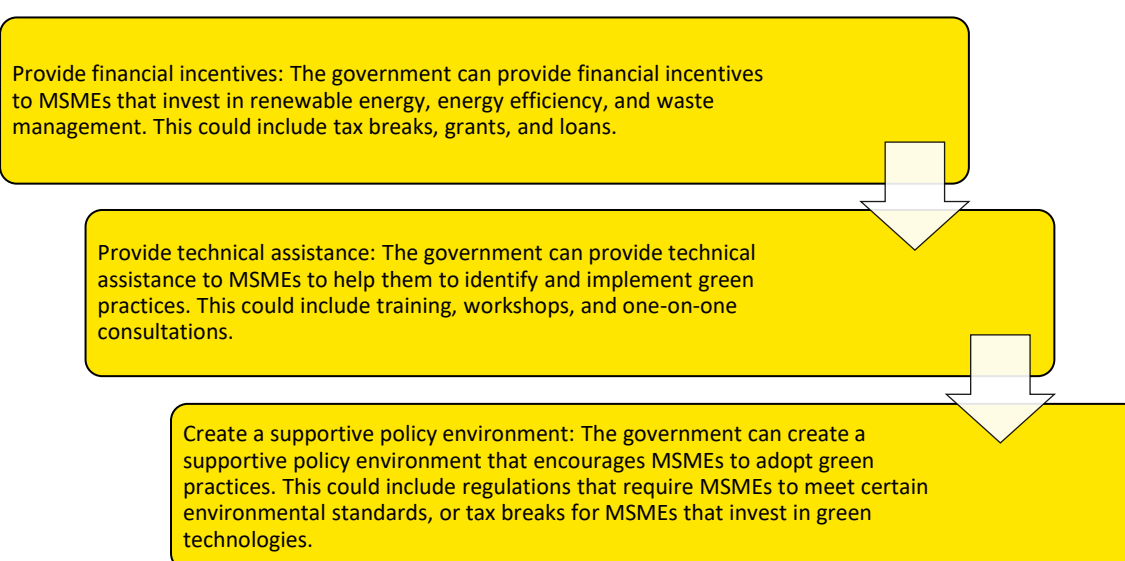 Provide financial incentives: The government can provide financial incentives
to MSMEs that invest in renewable energy, energy efficiency, and waste
management. This could include tax breaks, grants, and loans.
Provide technical assistance: The government can provide technical
assistance to MSMEs to help them to identify and implement green
practices. This could include training, workshops, and one-on-one
consultations.
Create a supportive policy environment: The government can create a
supportive policy environment that encourages MSMEs to adopt green
practices. This could include regulations that require MSMEs to meet certain
environmental standards, or tax breaks for MSMEs that invest in green
technologies.